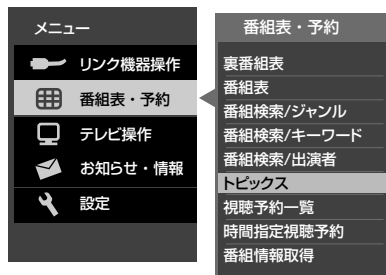 メニュー
リンク機器操作
番組表・予約
テレビ操作
お知らせ・情報
設定
番組表・予約
裏番組表
番組表
番組検索/ジャンル
番組検索/キーワード
番組検索/出演者
トピックス
視聴予約一覧
時間指定視聴予約
番組情報取得